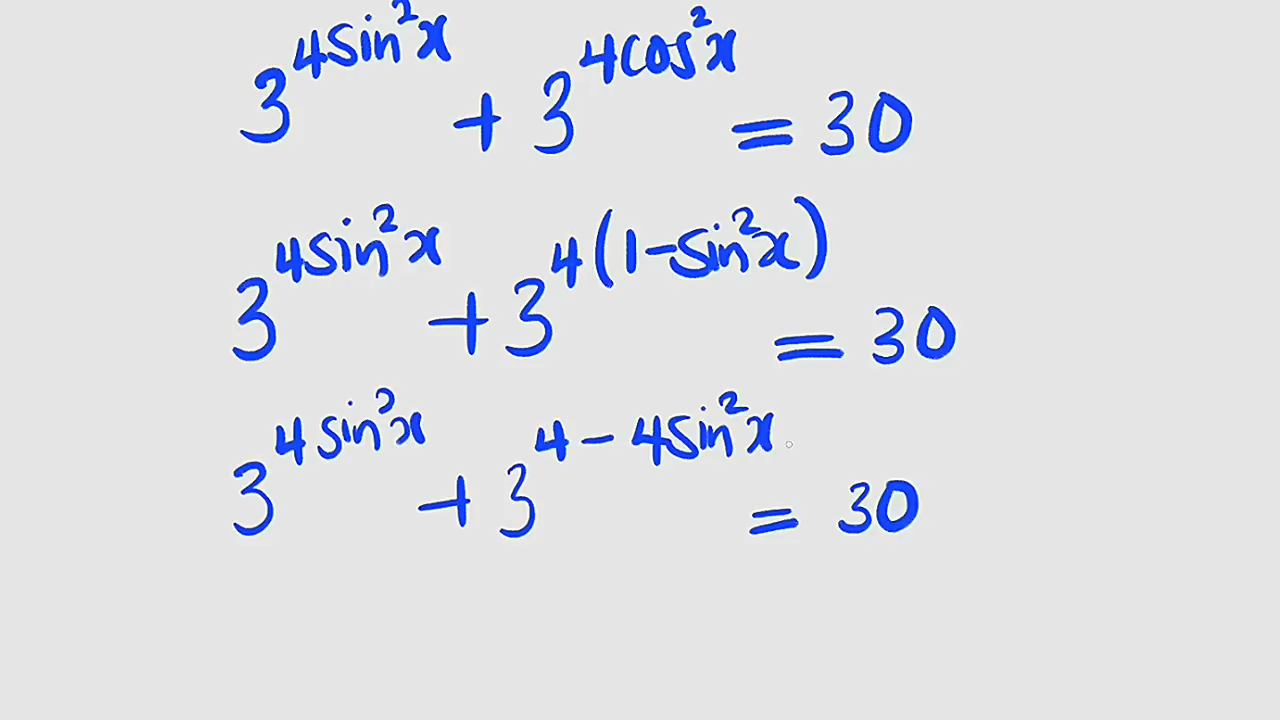 3^{4sin²x} + 3^{4cos²x} = 30
3^{4sin²x} + 3^{4(1-sin²x)} = 30
3^{4sin²x} + 3^{4-4sin²x} = 30